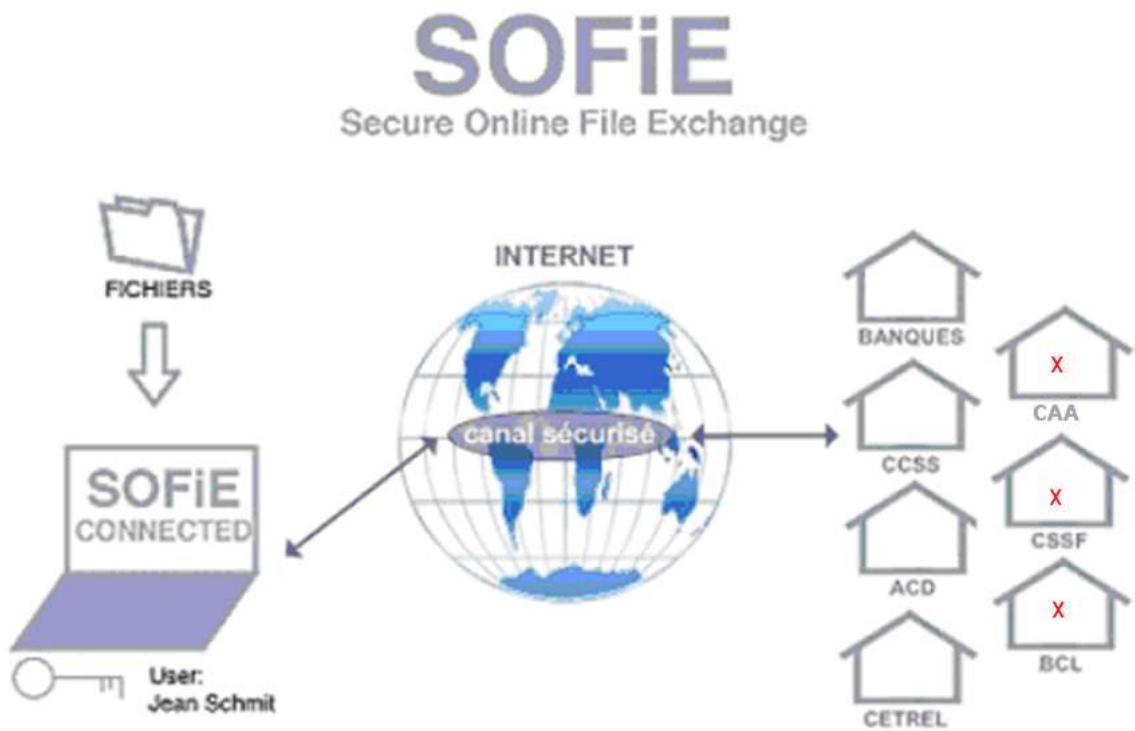 SOFiE
Secure Online File Exchange
FICHIERS
SOFiE
CONNECTED
User:
Jean Schmit
INTERNET
canal sécurisé
BANQUES
X
CAA
CCSS
X
CSSF
ACD
X
BCL
CETREL